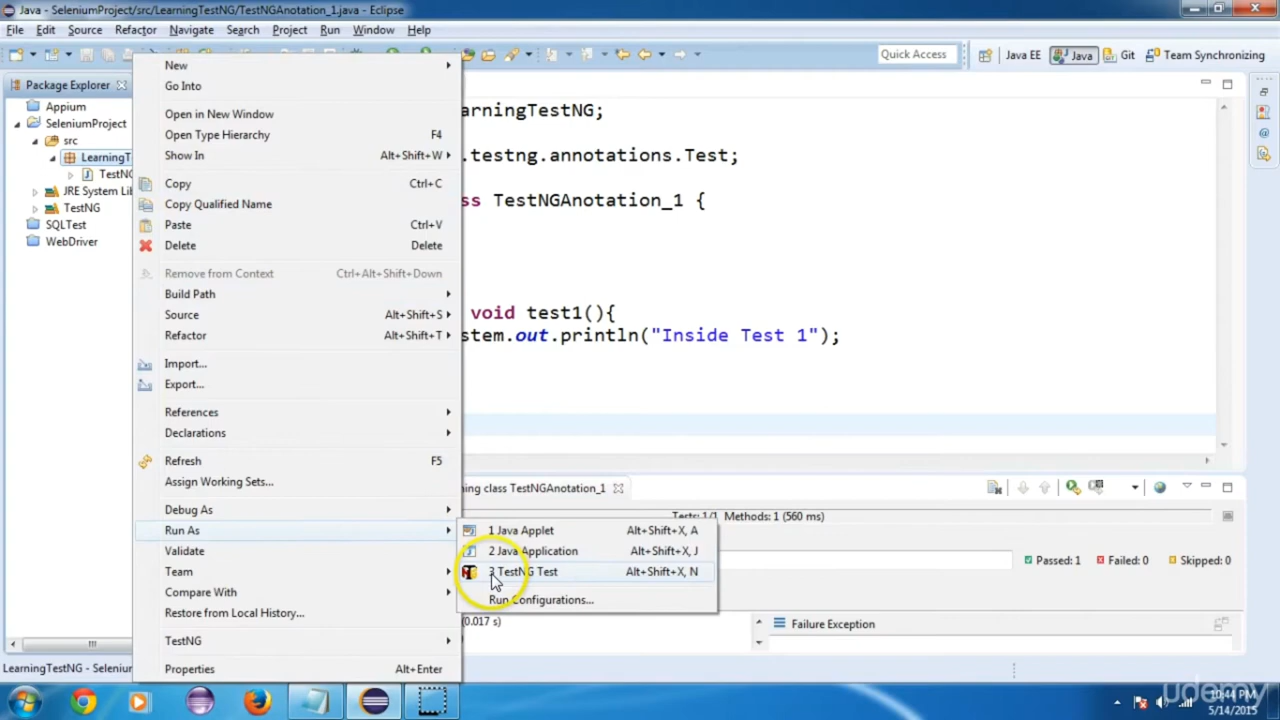 Java - SeleniumProject/src/LearningTestNG/TestNGAnotation_1.java - Eclipse
File Edit Source Refactor Navigate Search Project Run Window Help
Quick Access
Java EE
Java
Git
Team Synchronizing
Package Explorer
Appium
SeleniumProject
src
LearningT
TestNG
JRE System Lib
TestNG
SQLTest
WebDriver
New
Go Into
Open in New Window
Open Type Hierarchy F4
Show In Alt+Shift+W
Copy Ctrl+C
Copy Qualified Name
Paste Ctrl+V
Delete Delete
Remove from Context Ctrl+Alt+Shift+Down
Build Path
Source Alt+Shift+S
Refactor Alt+Shift+T
Import...
Export...
References
Declarations
Refresh F5
Assign Working Sets...
Debug As
Run As
Validate
Team
Compare With
Restore from Local History...
TestNG
Properties Alt+Enter
1 Java Applet Alt+Shift+X, A
2 Java Application Alt+Shift+X, J
3 TestNG Test Alt+Shift+X, N
Run Configurations...
arningTestNG;
.testng.annotations.Test;
ss TestNGAnotation_1 {
void test1(){
stem.out.println("Inside Test 1");
ning class TestNGAnotation_1
Tests: 1/1 Methods: 1 (560 ms)
Passed: 1 Failed: 0 Skipped: 0
(0.017 s)
Failure Exception
LearningTestNG - Seleniun
udemy
10:44 PM
5/14/2015